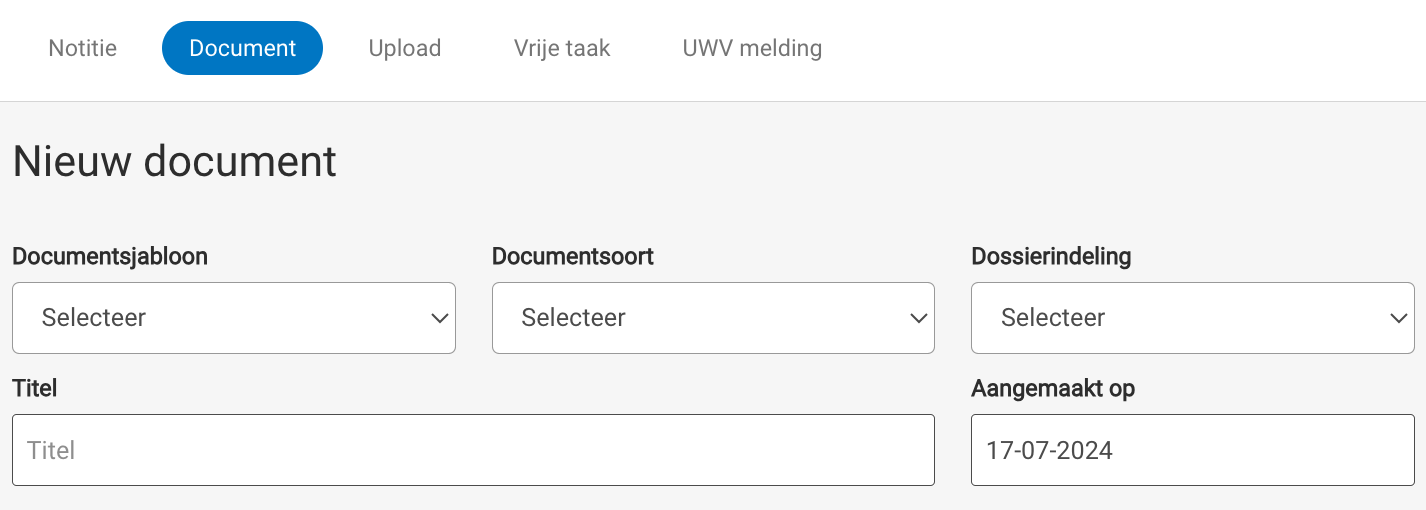 Notitie Document Upload Vrije taak UWV melding
Nieuw document
Documentsjabloon Documentsoort Dossierindeling
Selecteer Selecteer Selecteer
Titel Aangemaakt op
Titel 17-07-2024